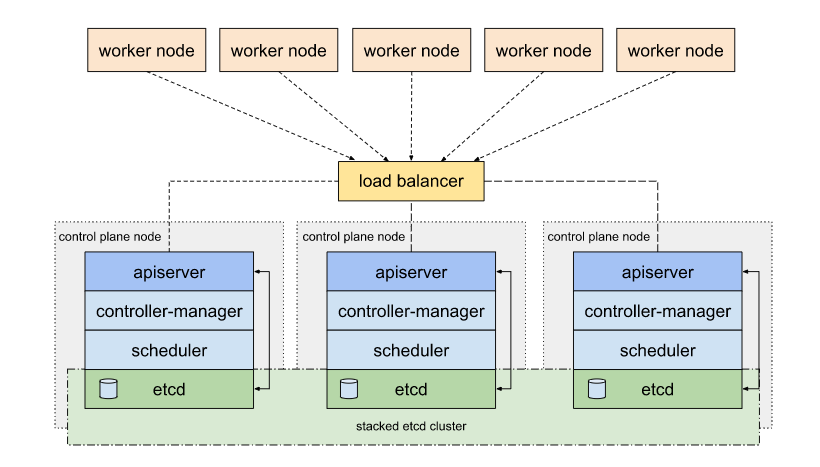 worker node
worker node
worker node
worker node
worker node
load balancer
control plane node
apiserver
controller-manager
scheduler
etcd
control plane node
apiserver
controller-manager
scheduler
etcd
control plane node
apiserver
controller-manager
scheduler
etcd
stacked etcd cluster